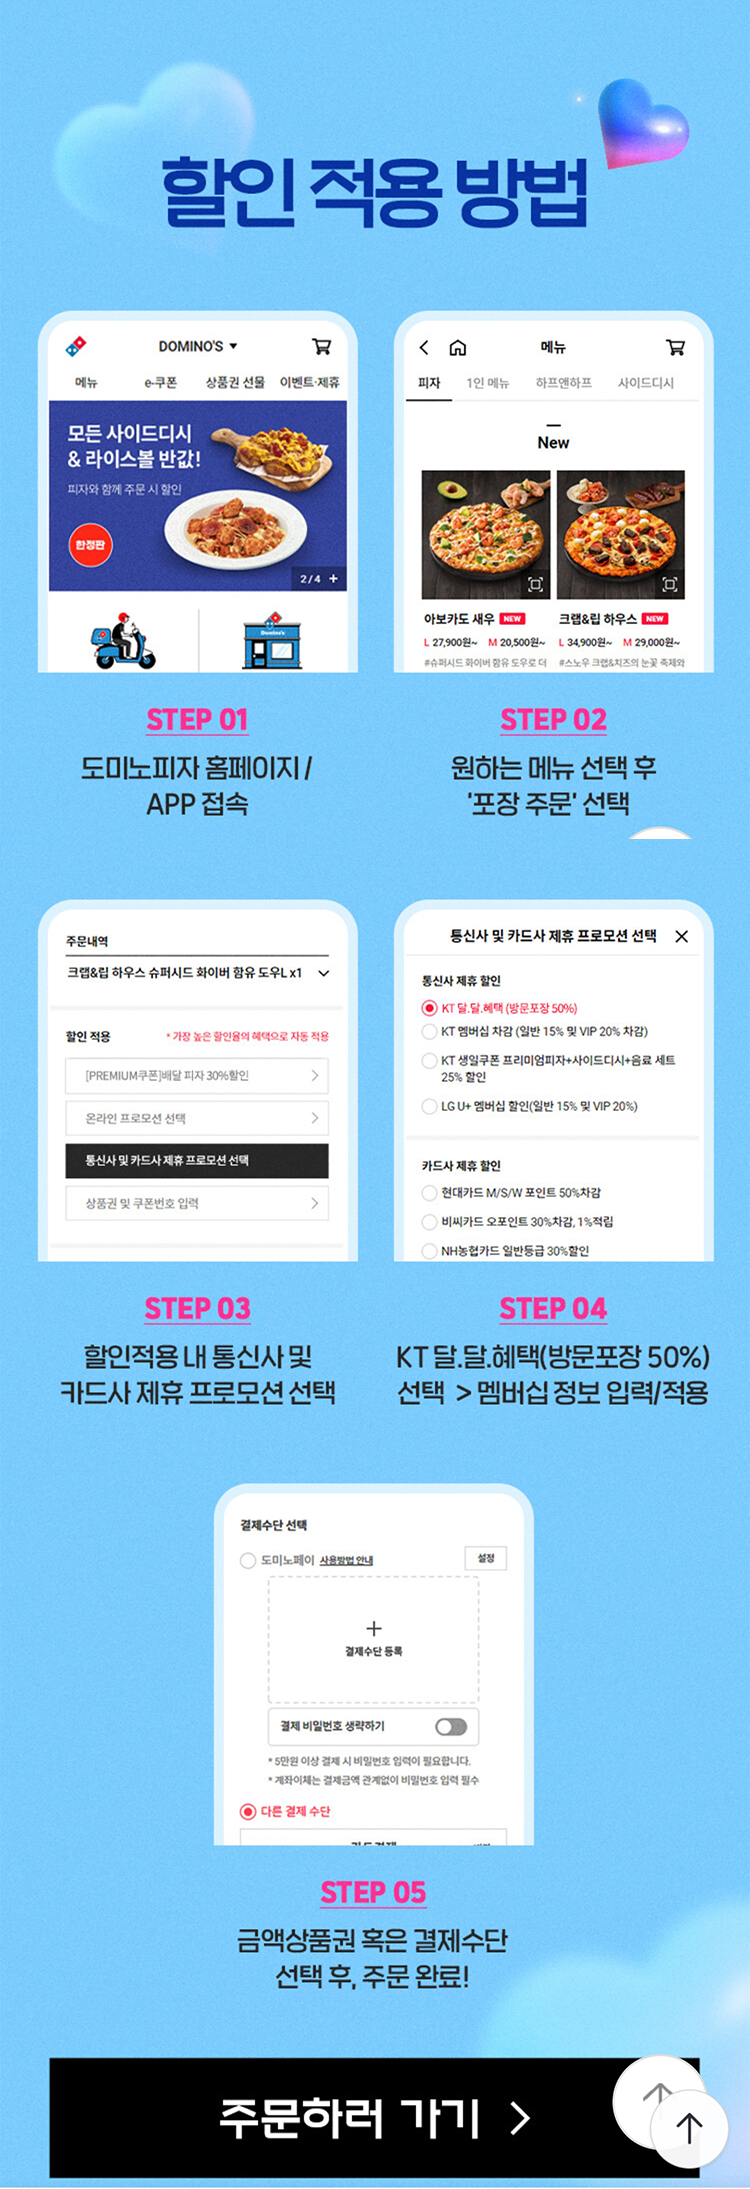 할인 적용 방법
DOMINO'S
메뉴 e-쿠폰 상품권 선물 이벤트·제휴
모든 사이드디시
& 라이스볼 반값!
피자와 함께 주문 시 할인
한정판
2/4 +
Domino's
STEP 01
도미노피자 홈페이지 /
APP 접속
메뉴
피자 1인 메뉴 하프앤하프 사이드디시
New
아보카도 새우 NEW
L 27,900원~ M 20,500원~
#슈퍼시드 화이버 함유 도우로 더
크랩&립 하우스 NEW
L 34,900원~ M 29,000원~
#스노우 크랩&치즈의 눈꽃 축제와
STEP 02
원하는 메뉴 선택 후
'포장 주문' 선택
주문내역
크랩&립 하우스 슈퍼시드 화이버 함유 도우L x1
할인 적용 * 가장 높은 할인율의 혜택으로 자동 적용
[PREMIUM쿠폰]배달 피자 30%할인
온라인 프로모션 선택
통신사 및 카드사 제휴 프로모션 선택
상품권 및 쿠폰번호 입력
STEP 03
할인적용 내 통신사 및
카드사 제휴 프로모션 선택
통신사 및 카드사 제휴 프로모션 선택
통신사 제휴 할인
KT 달.달.혜택 (방문포장 50%)
KT 멤버십 차감 (일반 15% 및 VIP 20% 차감)
KT 생일쿠폰 프리미엄피자+사이드디시+음료 세트
25% 할인
LG U+ 멤버십 할인(일반 15% 및 VIP 20%)
카드사 제휴 할인
현대카드 M/S/W 포인트 50%차감
비씨카드 오포인트 30%차감, 1%적립
NH농협카드 일반등급 30%할인
STEP 04
KT 달.달.혜택(방문포장 50%)
선택 > 멤버십 정보 입력/적용
결제수단 선택
도미노페이 사용방법 안내 설정
+
결제수단 등록
결제 비밀번호 생략하기
* 5만원 이상 결제 시 비밀번호 입력이 필요합니다.
* 계좌이체는 결제금액 관계없이 비밀번호 입력 필수
다른 결제 수단
STEP 05
금액상품권 혹은 결제수단
선택 후, 주문 완료!
주문하러 가기 >